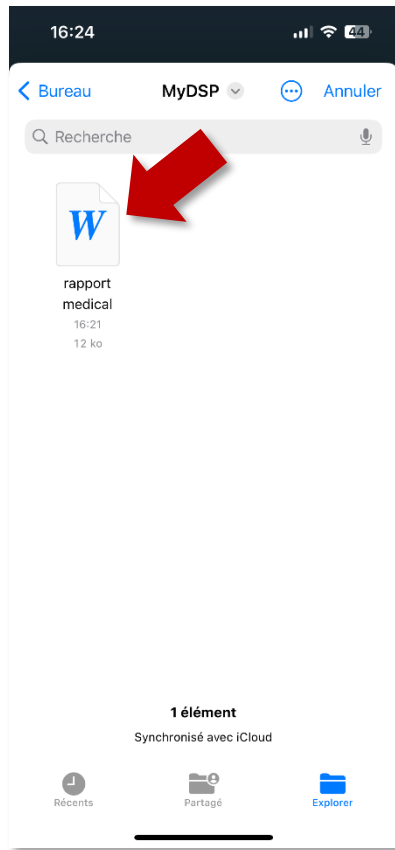 16:24
44
Bureau
MyDSP
Annuler
Recherche
W
rapport
medical
16:21
12 ko
1 élément
Synchronisé avec iCloud
Récents
Partagé
Explorer